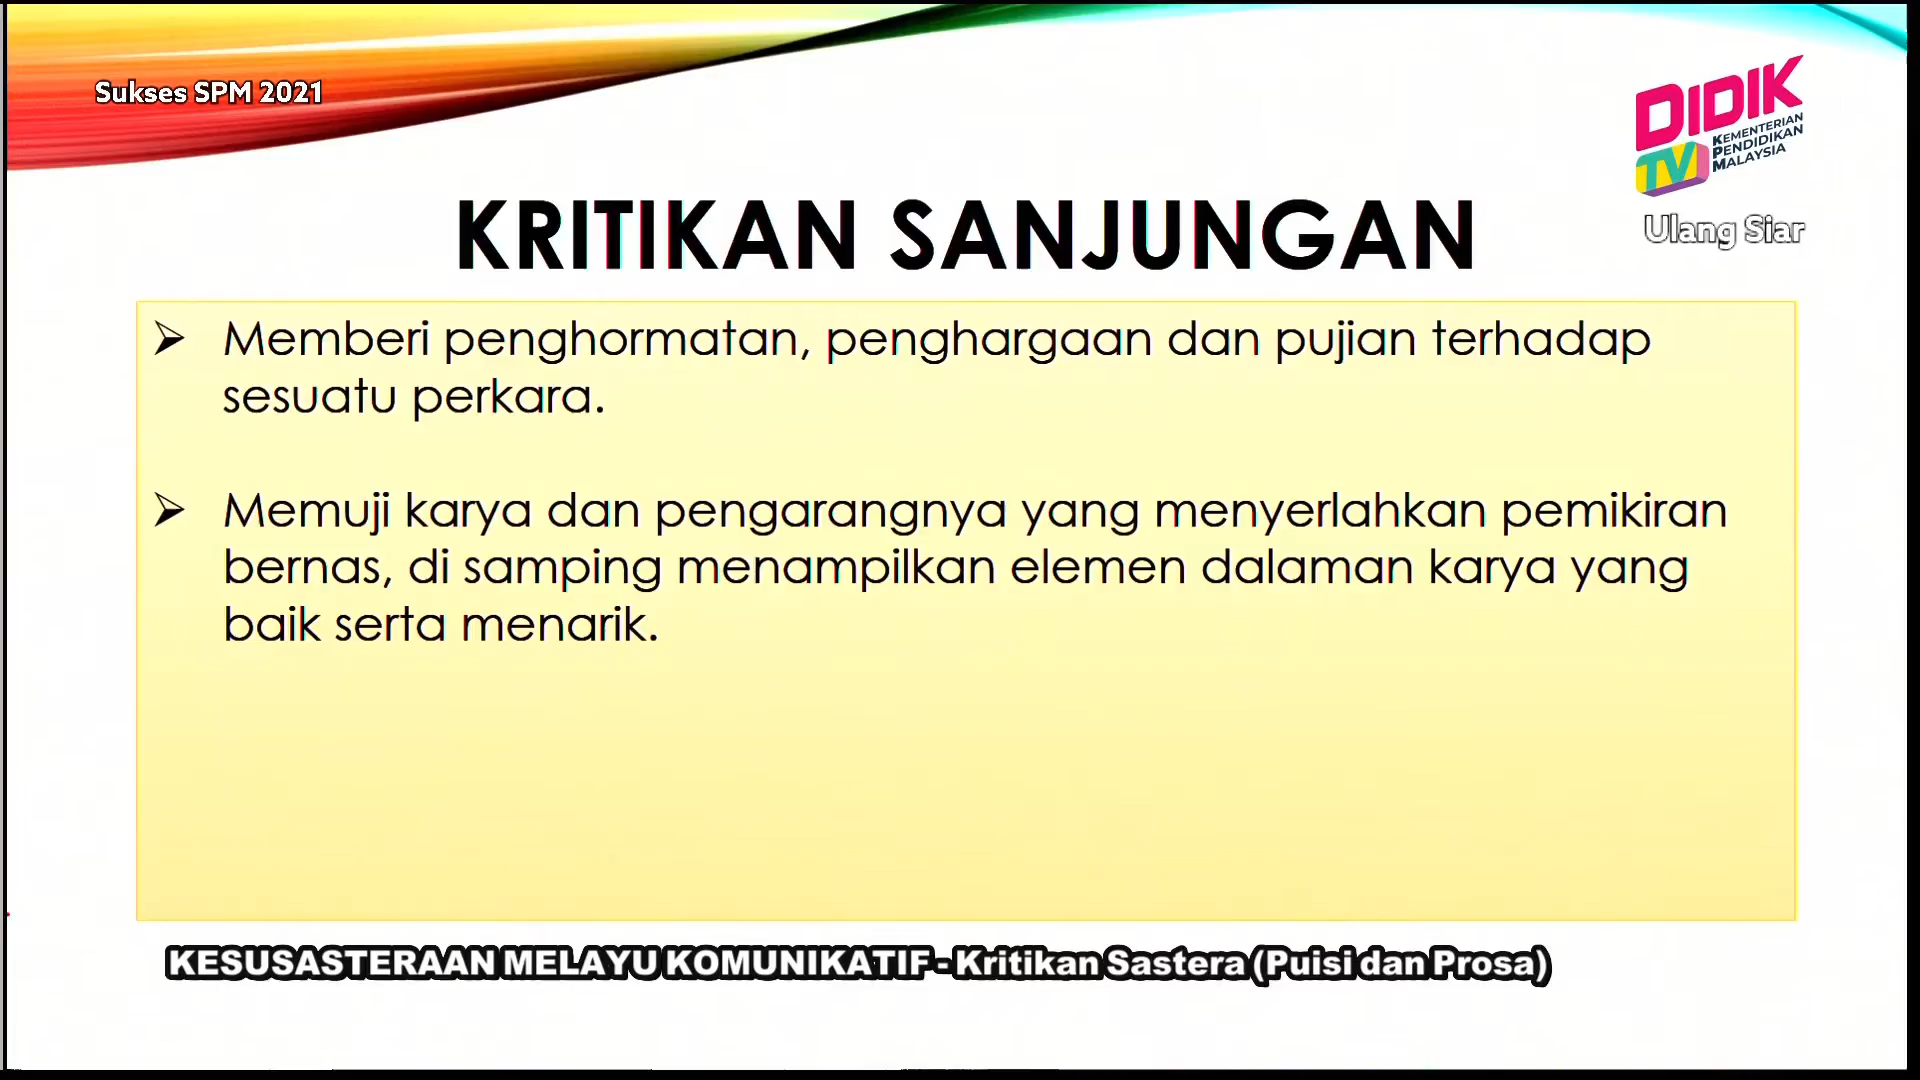 Sukses SPM 2021
DIDIK
TV
KEMENTERIAN
PENDIDIKAN
MALAYSIA
Ulang Siar
KRITIKAN SANJUNGAN
➢ Memberi penghormatan, penghargaan dan pujian terhadap
sesuatu perkara.
➢ Memuji karya dan pengarangnya yang menyerlahkan pemikiran
bernas, di samping menampilkan elemen dalaman karya yang
baik serta menarik.
KESUSASTERAAN MELAYU KOMUNIKATIF - Kritikan Sastera (Puisi dan Prosa)